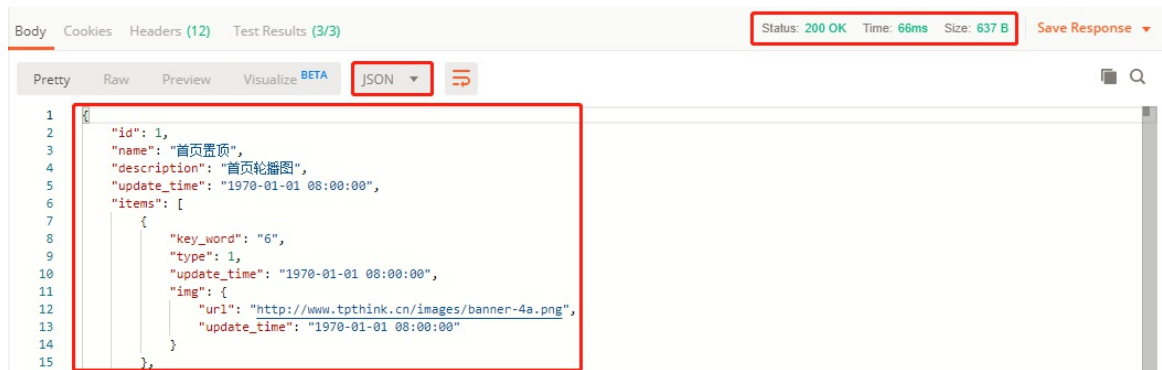 Body Cookies Headers (12) Test Results (3/3) Status: 200 OK Time: 66ms Size: 637 B Save Response
Pretty Raw Preview Visualize BETA JSON
1 {
2 "id": 1,
3 "name": "首页置顶",
4 "description": "首页轮播图",
5 "update_time": "1970-01-01 08:00:00",
6 "items": [
7 {
8 "key_word": "6",
9 "type": 1,
10 "update_time": "1970-01-01 08:00:00",
11 "img": {
12 "url": "http://www.tpthink.cn/images/banner-4a.png",
13 "update_time": "1970-01-01 08:00:00"
14 }
15 },